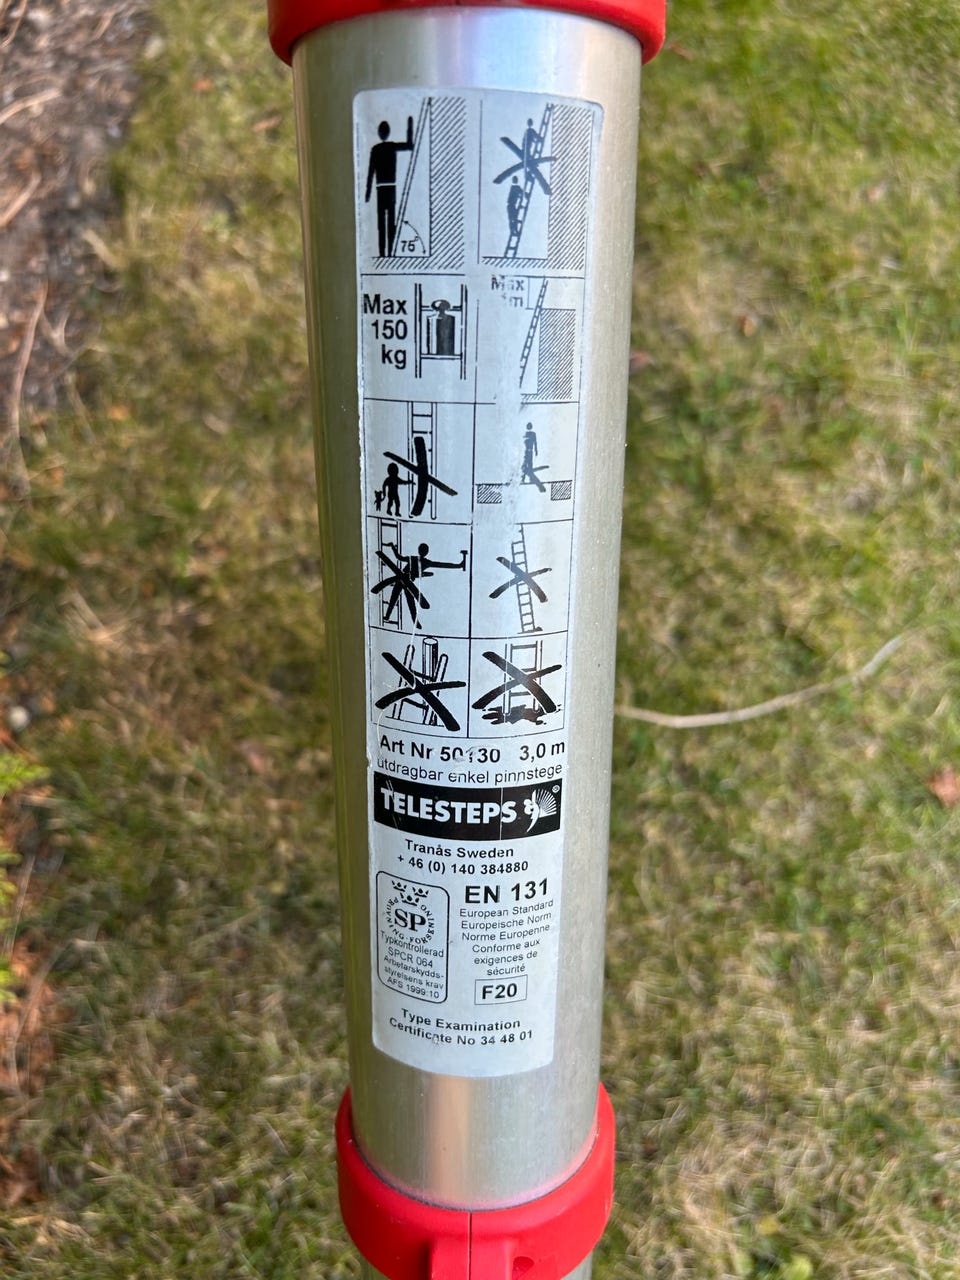 75°
Max
1m
Max
150
kg
Art Nr 50130 3,0 m
utdragbar enkel pinnstege
TELESTEPS
Tranås Sweden
+ 46 (0) 140 384880
SP
Typkontrollerad
SPCR 064
Arbetarskydds-
styrelsens krav
AFS 1999:10
EN 131
European Standard
Europeische Norm
Norme Europenne
Conforme aux
exigences de
sécurité
F20
Type Examination
Certificate No 34 48 01